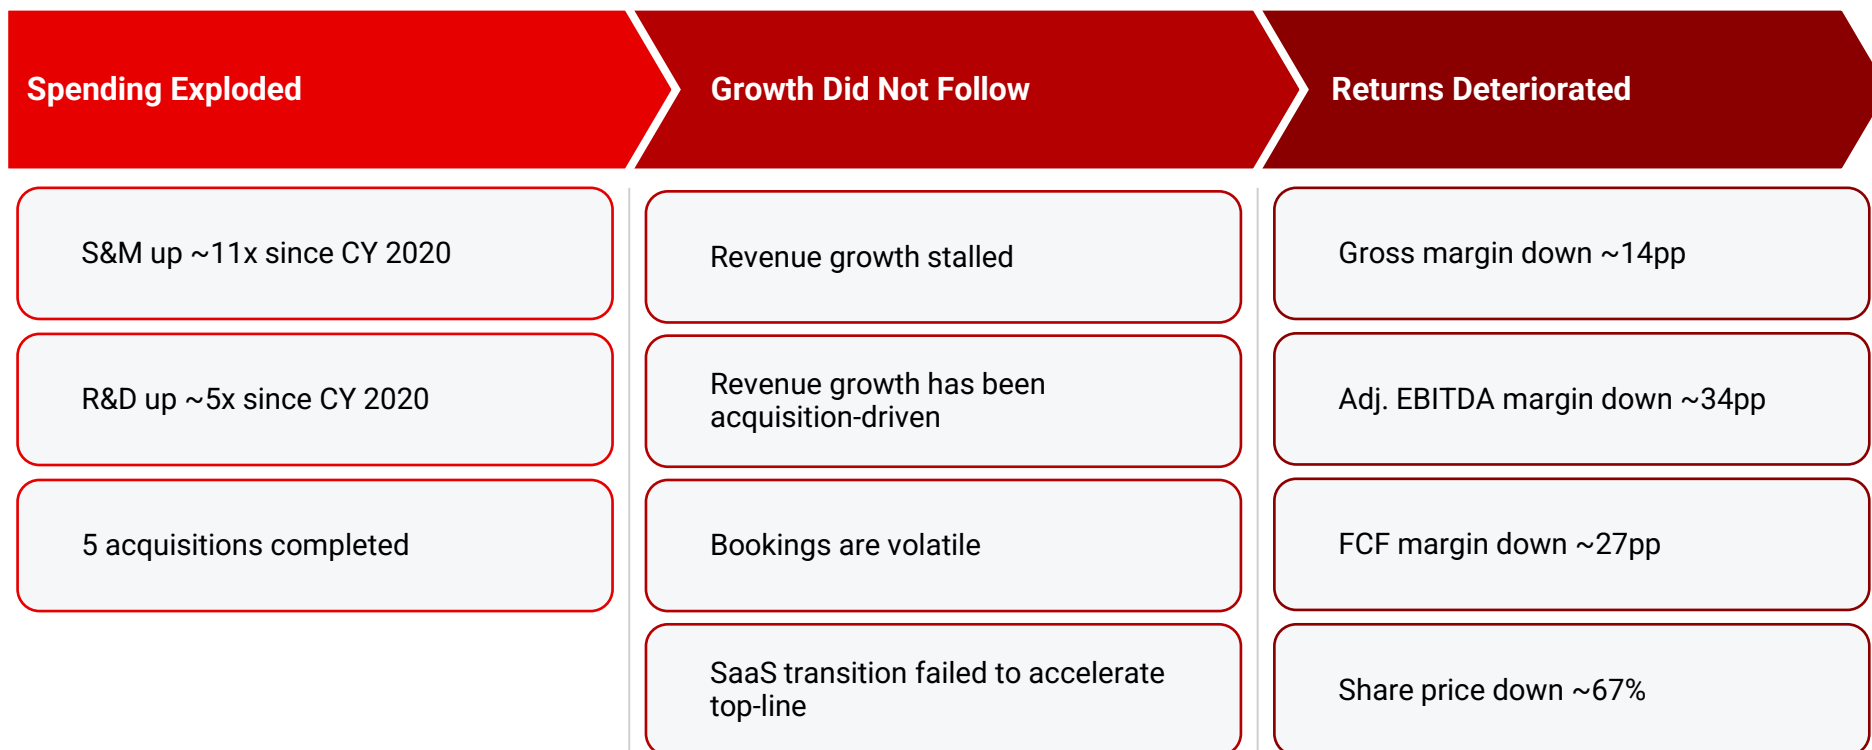 Spending Exploded
S&M up ~11x since CY 2020
R&D up ~5x since CY 2020
5 acquisitions completed
Growth Did Not Follow
Revenue growth stalled
Revenue growth has been
acquisition-driven
Bookings are volatile
SaaS transition failed to accelerate
top-line
Returns Deteriorated
Gross margin down ~14pp
Adj. EBITDA margin down ~34pp
FCF margin down ~27pp
Share price down ~67%